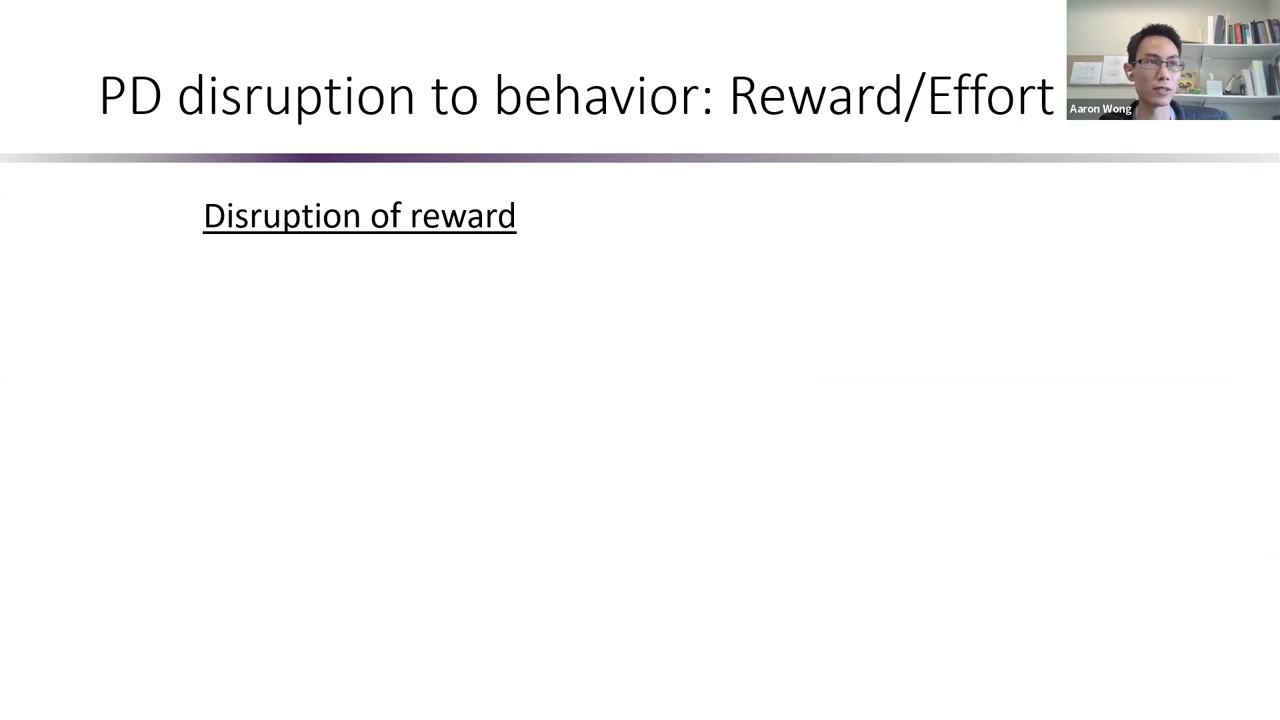 PD disruption to behavior: Reward/Effort
Aaron Wong
Disruption of reward